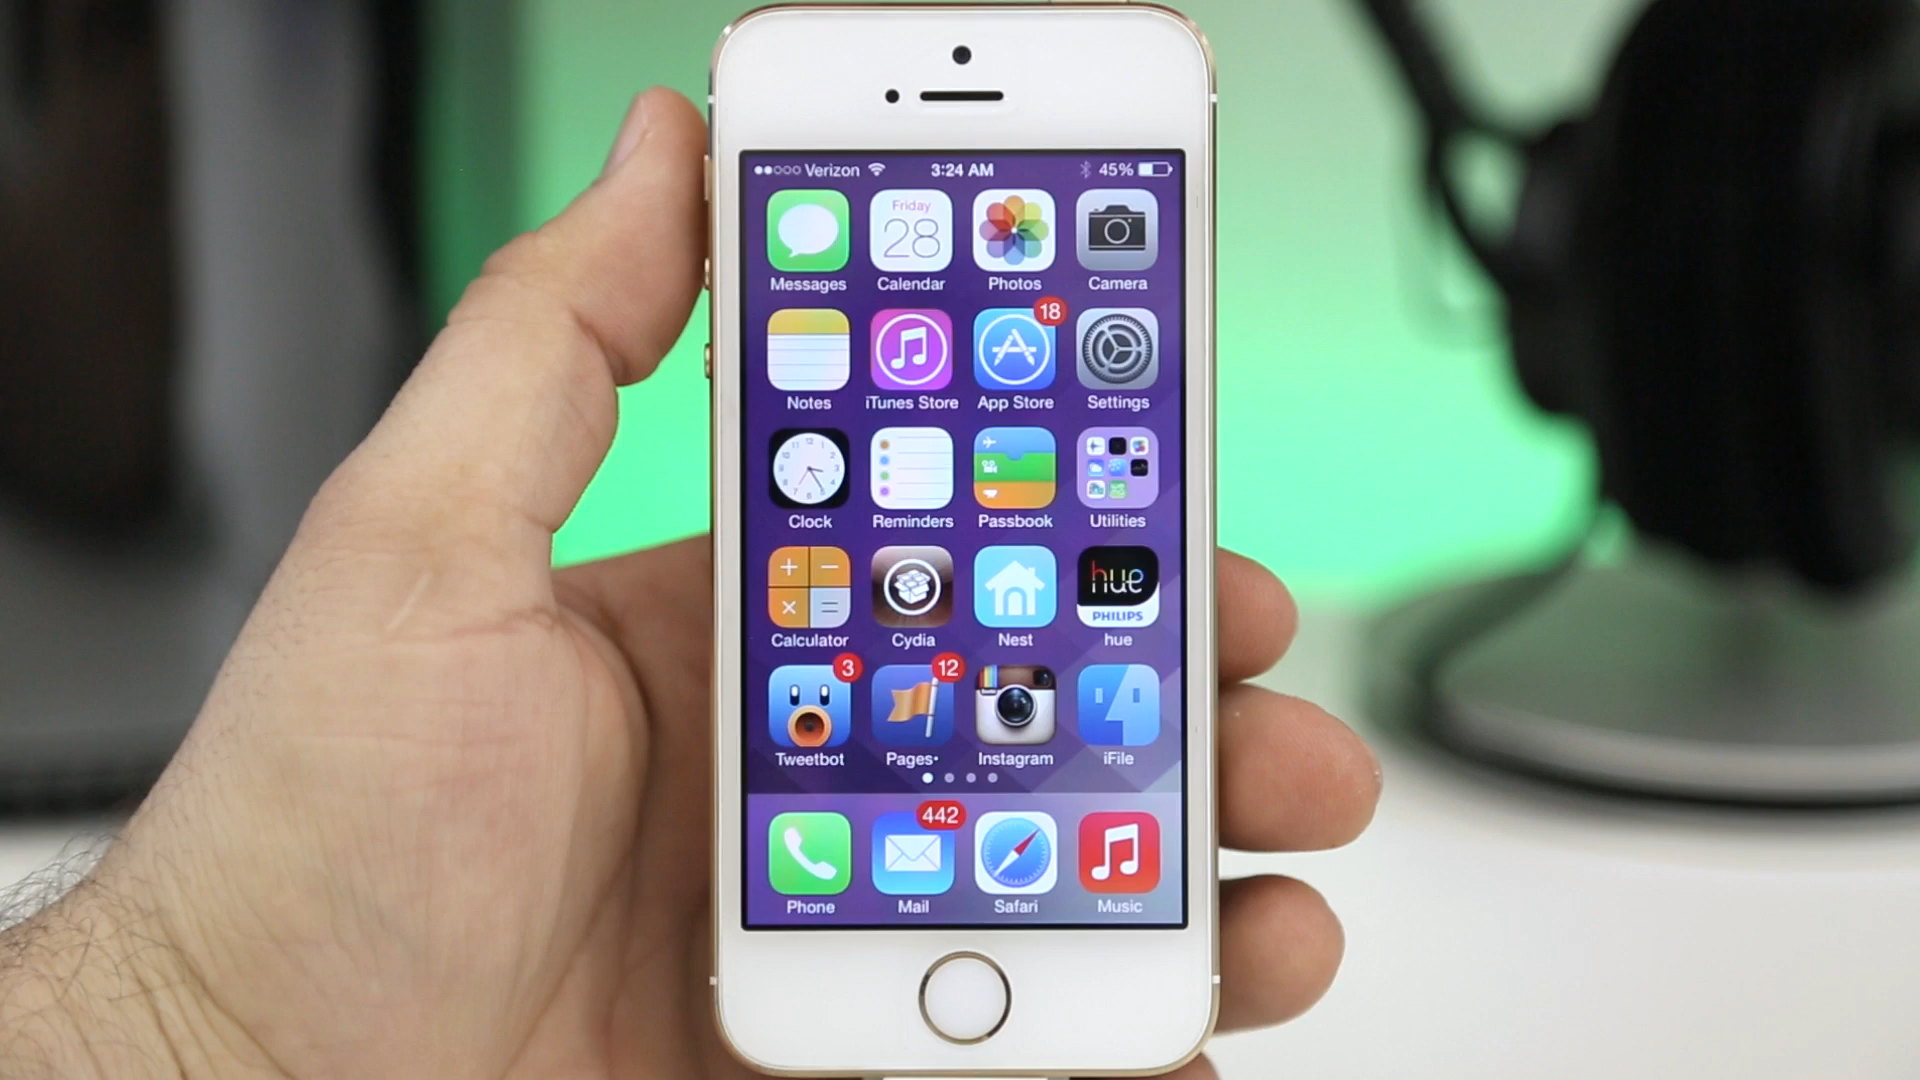 Verizon 3:24 AM 45%
Friday
28
Messages Calendar Photos Camera
18
Notes iTunes Store App Store Settings
Clock Reminders Passbook Utilities
hue
PHILIPS
Calculator Cydia Nest hue
3 12
Tweetbot Pages• Instagram iFile
442
Phone Mail Safari Music